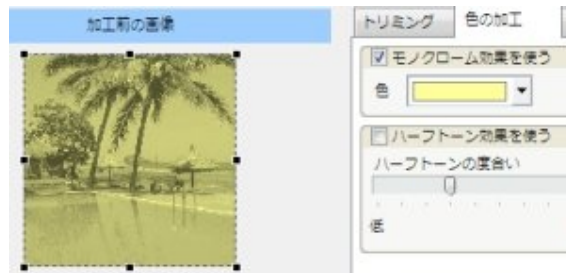 加工前の画像
トリミング 色の加工
モノクローム効果を使う
色
ハーフトーン効果を使う
ハーフトーンの度合い
低